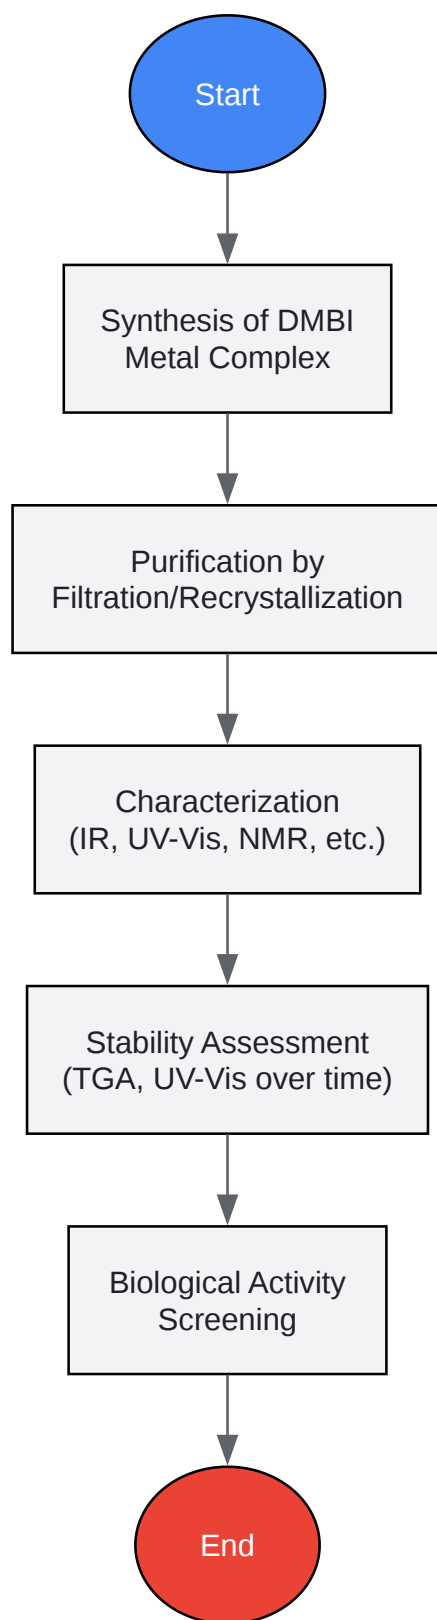 Start
Synthesis of DMBI
Metal Complex
Purification by
Filtration/Recrystallization
Characterization
(IR, UV-Vis, NMR, etc.)
Stability Assessment
(TGA, UV-Vis over time)
Biological Activity
Screening
End